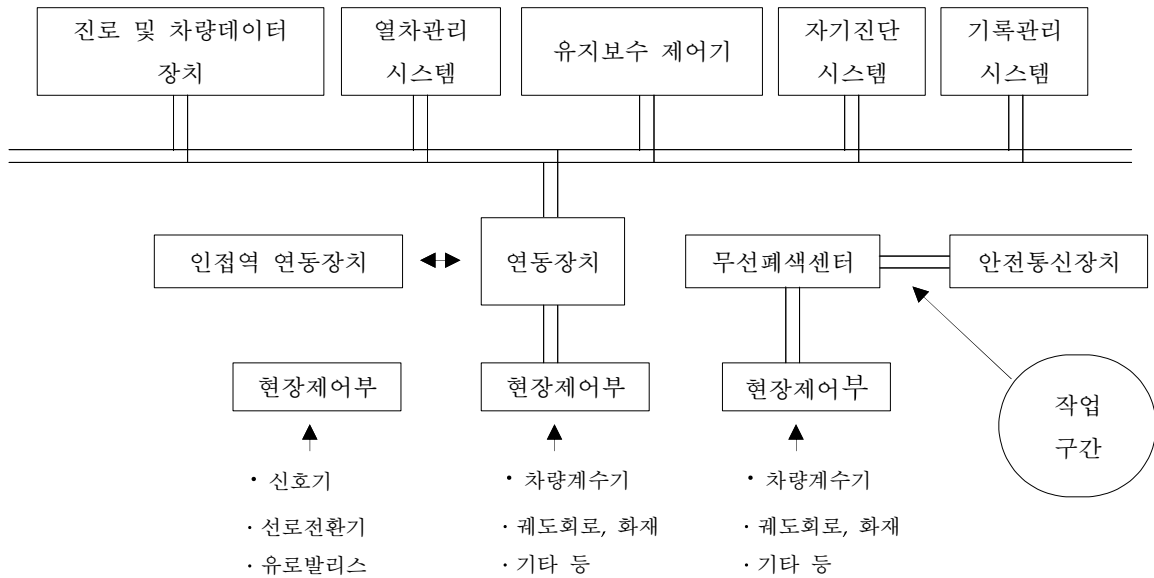 진로 및 차량데이터
장치
열차관리
시스템
유지보수 제어기
자기진단
시스템
기록관리
시스템
인접역 연동장치
연동장치
무선폐색센터
안전통신장치
현장제어부
현장제어부
현장제어부
작업
구간
· 신호기
· 선로전환기
· 유로발리스
· 차량계수기
· 궤도회로, 화재
· 기타 등
· 차량계수기
· 궤도회로, 화재
· 기타 등